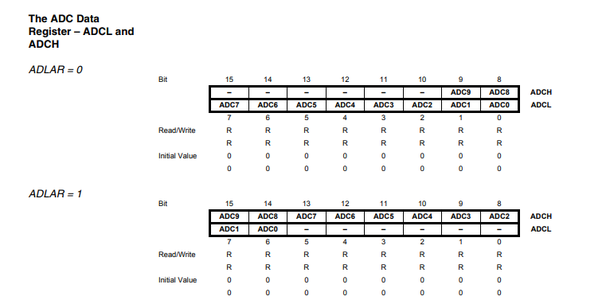 The ADC Data
Register – ADCL and
ADCH
ADLAR = 0
Bit 15 14 13 12 11 10 9 8
– – – – – – ADC9 ADC8 ADCH
ADC7 ADC6 ADC5 ADC4 ADC3 ADC2 ADC1 ADC0 ADCL
7 6 5 4 3 2 1 0
Read/Write R R R R R R R R
R R R R R R R R
Initial Value 0 0 0 0 0 0 0 0
0 0 0 0 0 0 0 0
ADLAR = 1
Bit 15 14 13 12 11 10 9 8
ADC9 ADC8 ADC7 ADC6 ADC5 ADC4 ADC3 ADC2 ADCH
ADC1 ADC0 – – – – – – ADCL
7 6 5 4 3 2 1 0
Read/Write R R R R R R R R
R R R R R R R R
Initial Value 0 0 0 0 0 0 0 0
0 0 0 0 0 0 0 0